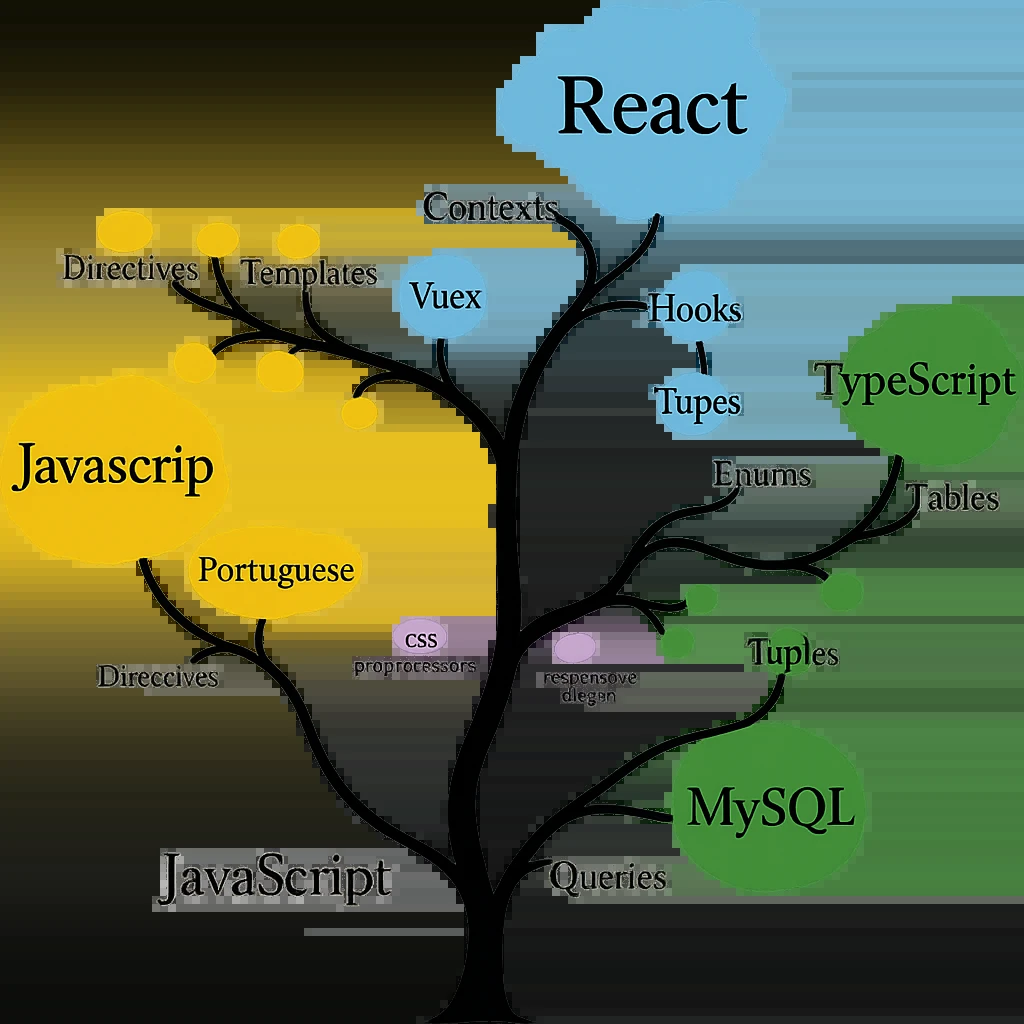 React
Contexts
Directives
Templates
Vuex
Hooks
TypeScript
Tupes
Javascrip
Enums
Tables
Portuguese
css
proprocessors
Tuples
Direccives
respensove
dlegan
MySQL
JavaScript
Queries